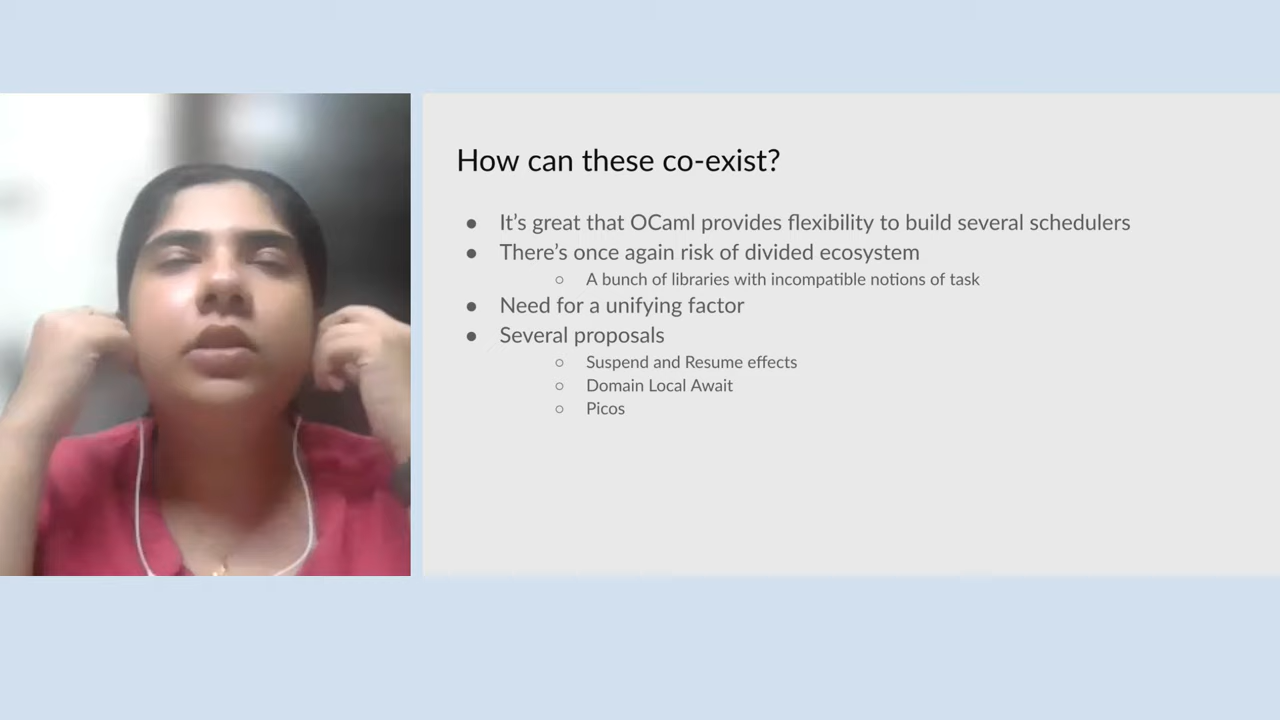 How can these co-exist?
● It’s great that OCaml provides flexibility to build several schedulers
● There’s once again risk of divided ecosystem
○ A bunch of libraries with incompatible notions of task
● Need for a unifying factor
● Several proposals
○ Suspend and Resume effects
○ Domain Local Await
○ Picos